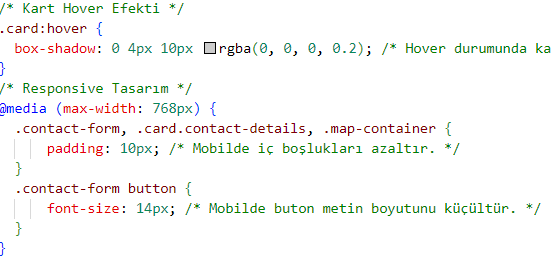 /* Kart Hover Efekti */
.card:hover {
box-shadow: 0 4px 10px rgba(0, 0, 0, 0.2); /* Hover durumunda ka
}
/* Responsive Tasarım */
@media (max-width: 768px) {
.contact-form, .card.contact-details, .map-container {
padding: 10px; /* Mobilde iç boşlukları azaltır. */
}
.contact-form button {
font-size: 14px; /* Mobilde buton metin boyutunu küçültür. */
}
}